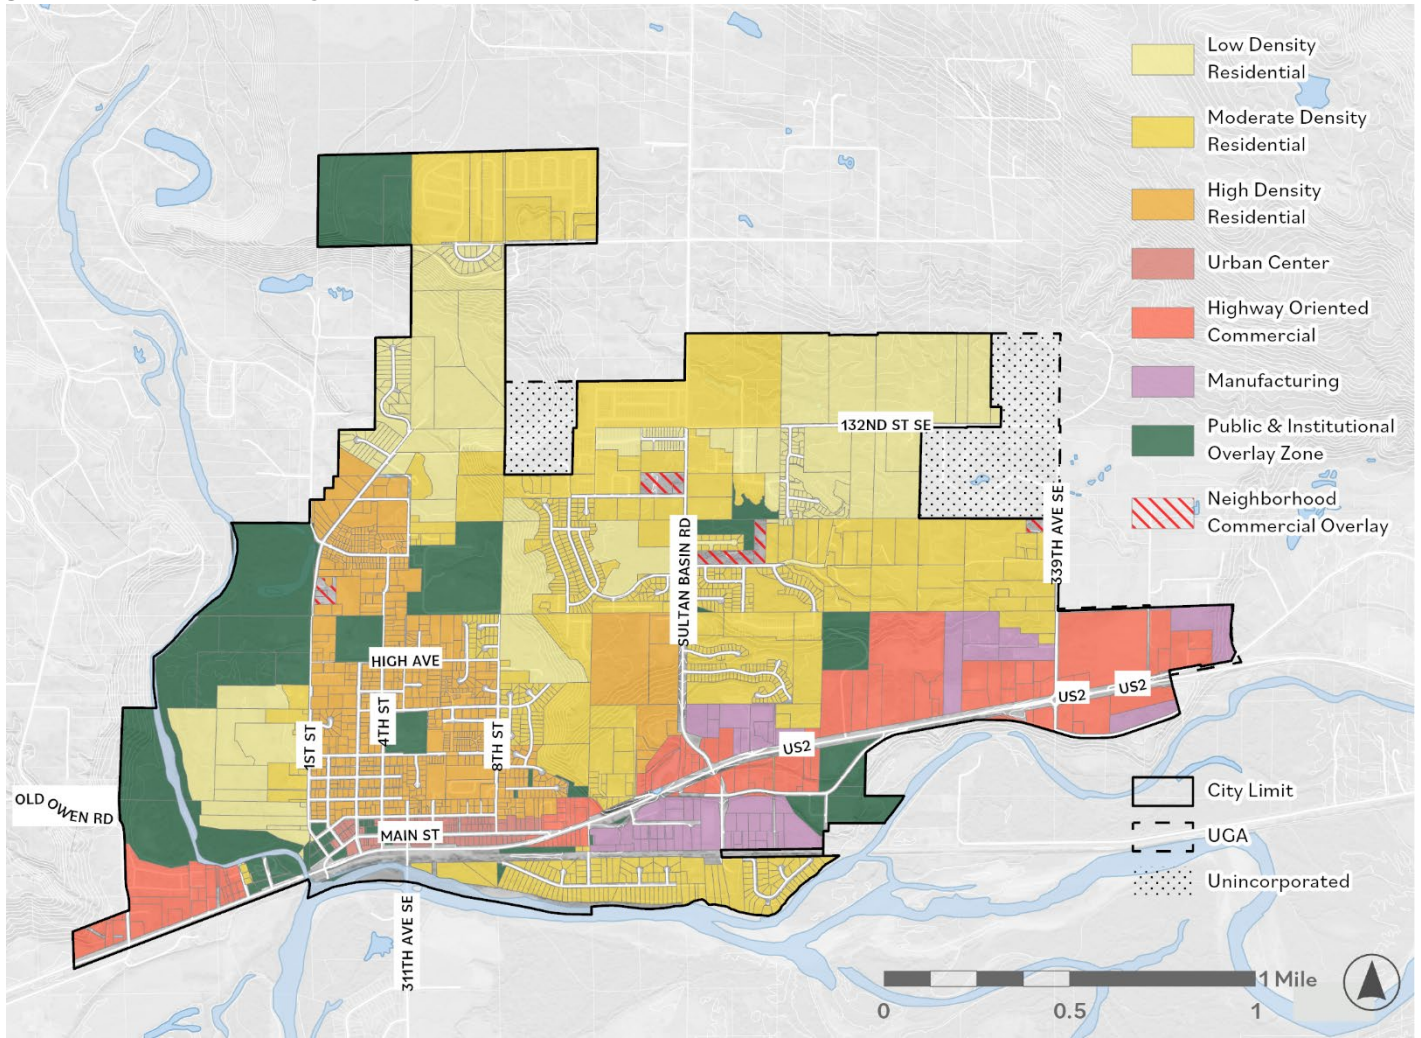 Low Density
Residential
Moderate Density
Residential
High Density
Residential
Urban Center
Highway Oriented
Commercial
Manufacturing
Public & Institutional
Overlay Zone
Neighborhood
Commercial Overlay
132ND ST SE
SULTAN BASIN RD
339TH AVE SE
HIGH AVE
4TH ST
1ST ST
8TH ST
US2
US2
US2
OLD OWEN RD
MAIN ST
311TH AVE SE
City Limit
UGA
Unincorporated
1 Mile
0
0.5
1